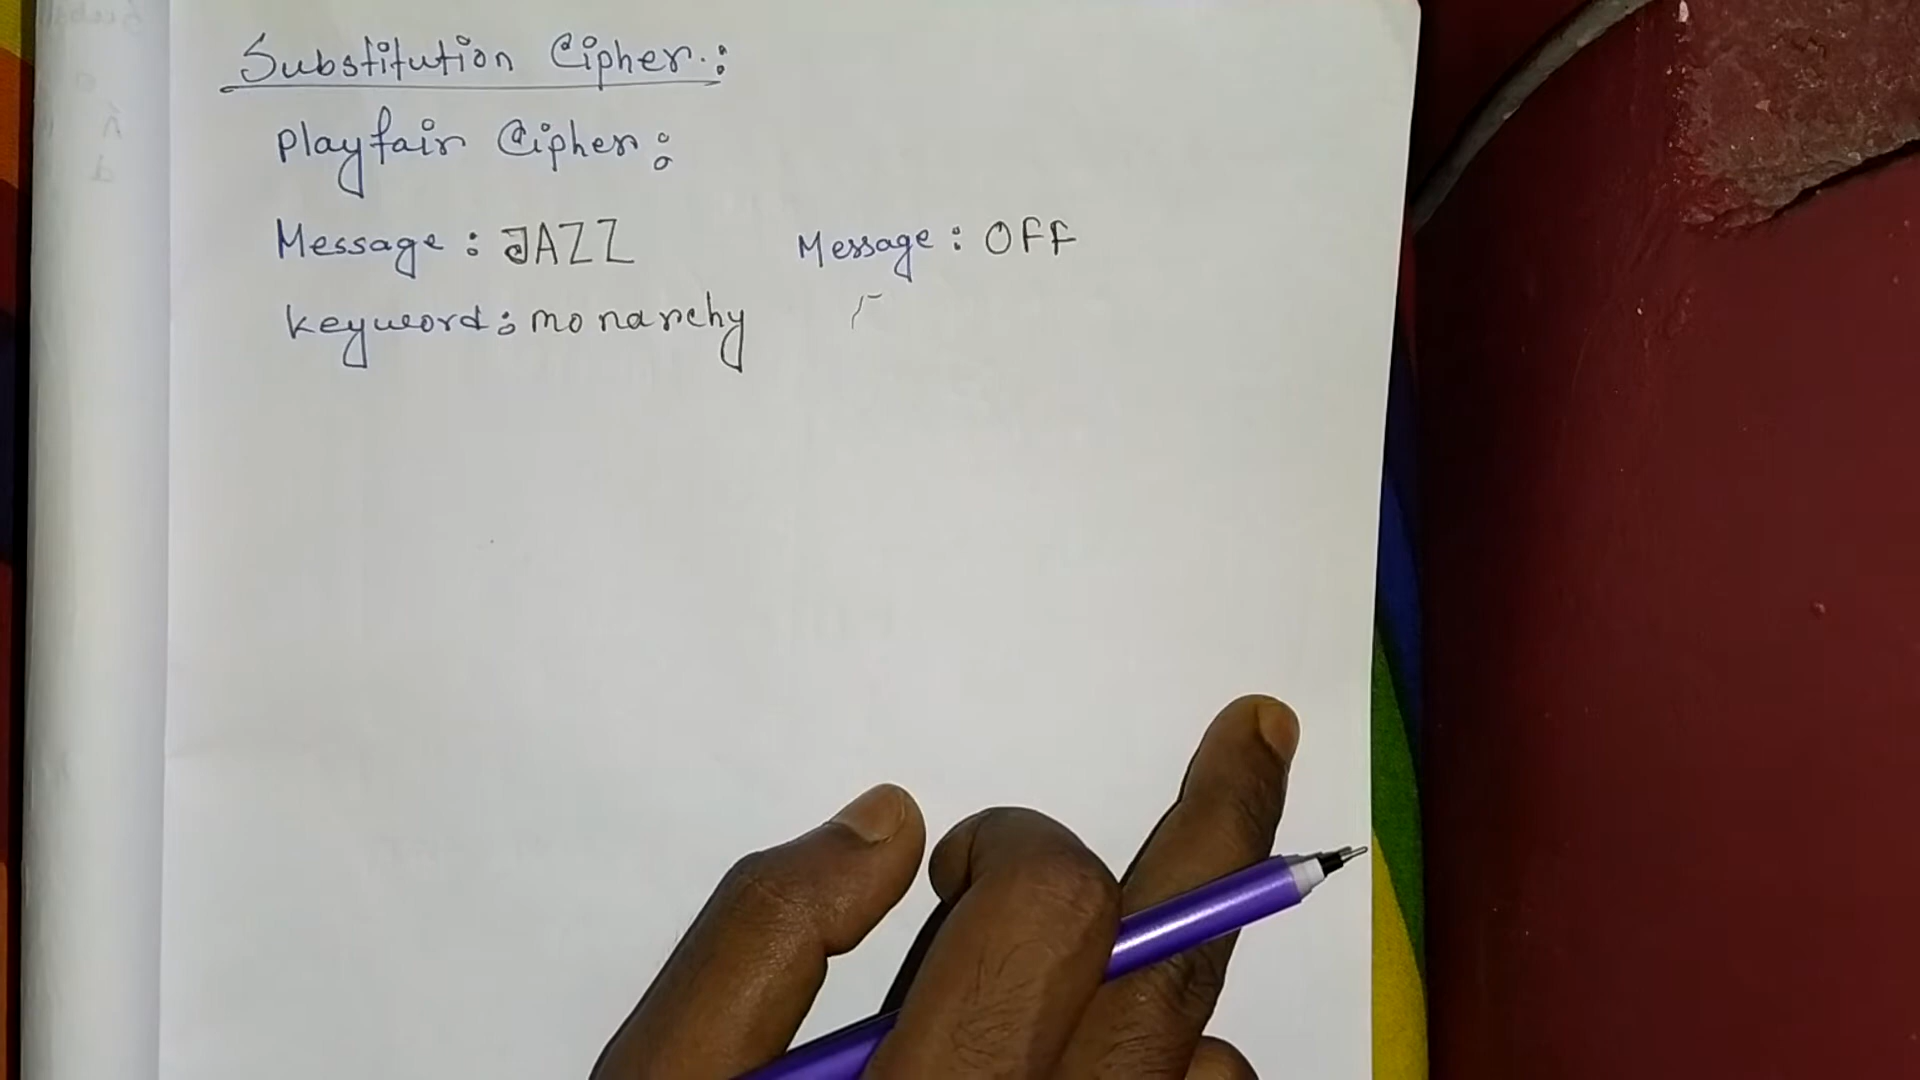 Substitution Cipher:
Playfair Cipher:
Message: JAZZ Message: OFF
keyword: monarchy